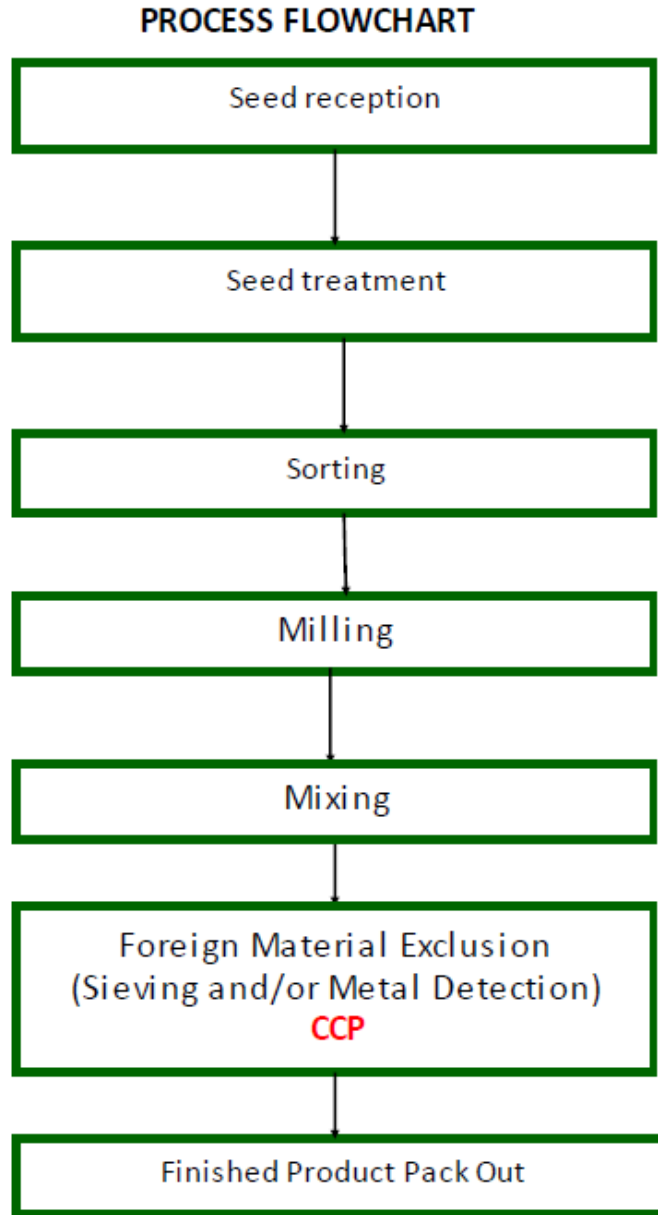 PROCESS FLOWCHART
Seed reception
Seed treatment
Sorting
Milling
Mixing
Foreign Material Exclusion
(Sieving and/or Metal Detection)
CCP
Finished Product Pack Out